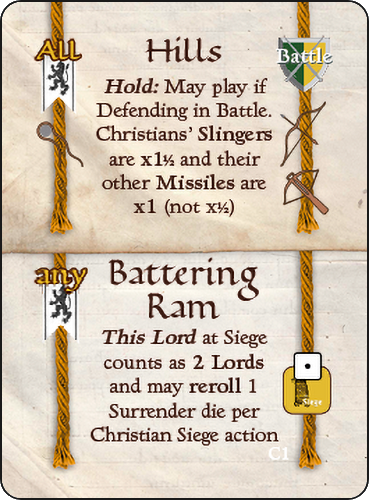 All
Hills
Battle
Hold: May play if
Defending in Battle.
Christians' Slingers
are x1½ and their
other Missiles are
x1 (not x½)
any
Battering
Ram
This Lord at Siege
counts as 2 Lords
and may reroll 1
Surrender die per
Christian Siege action
Siege
C1